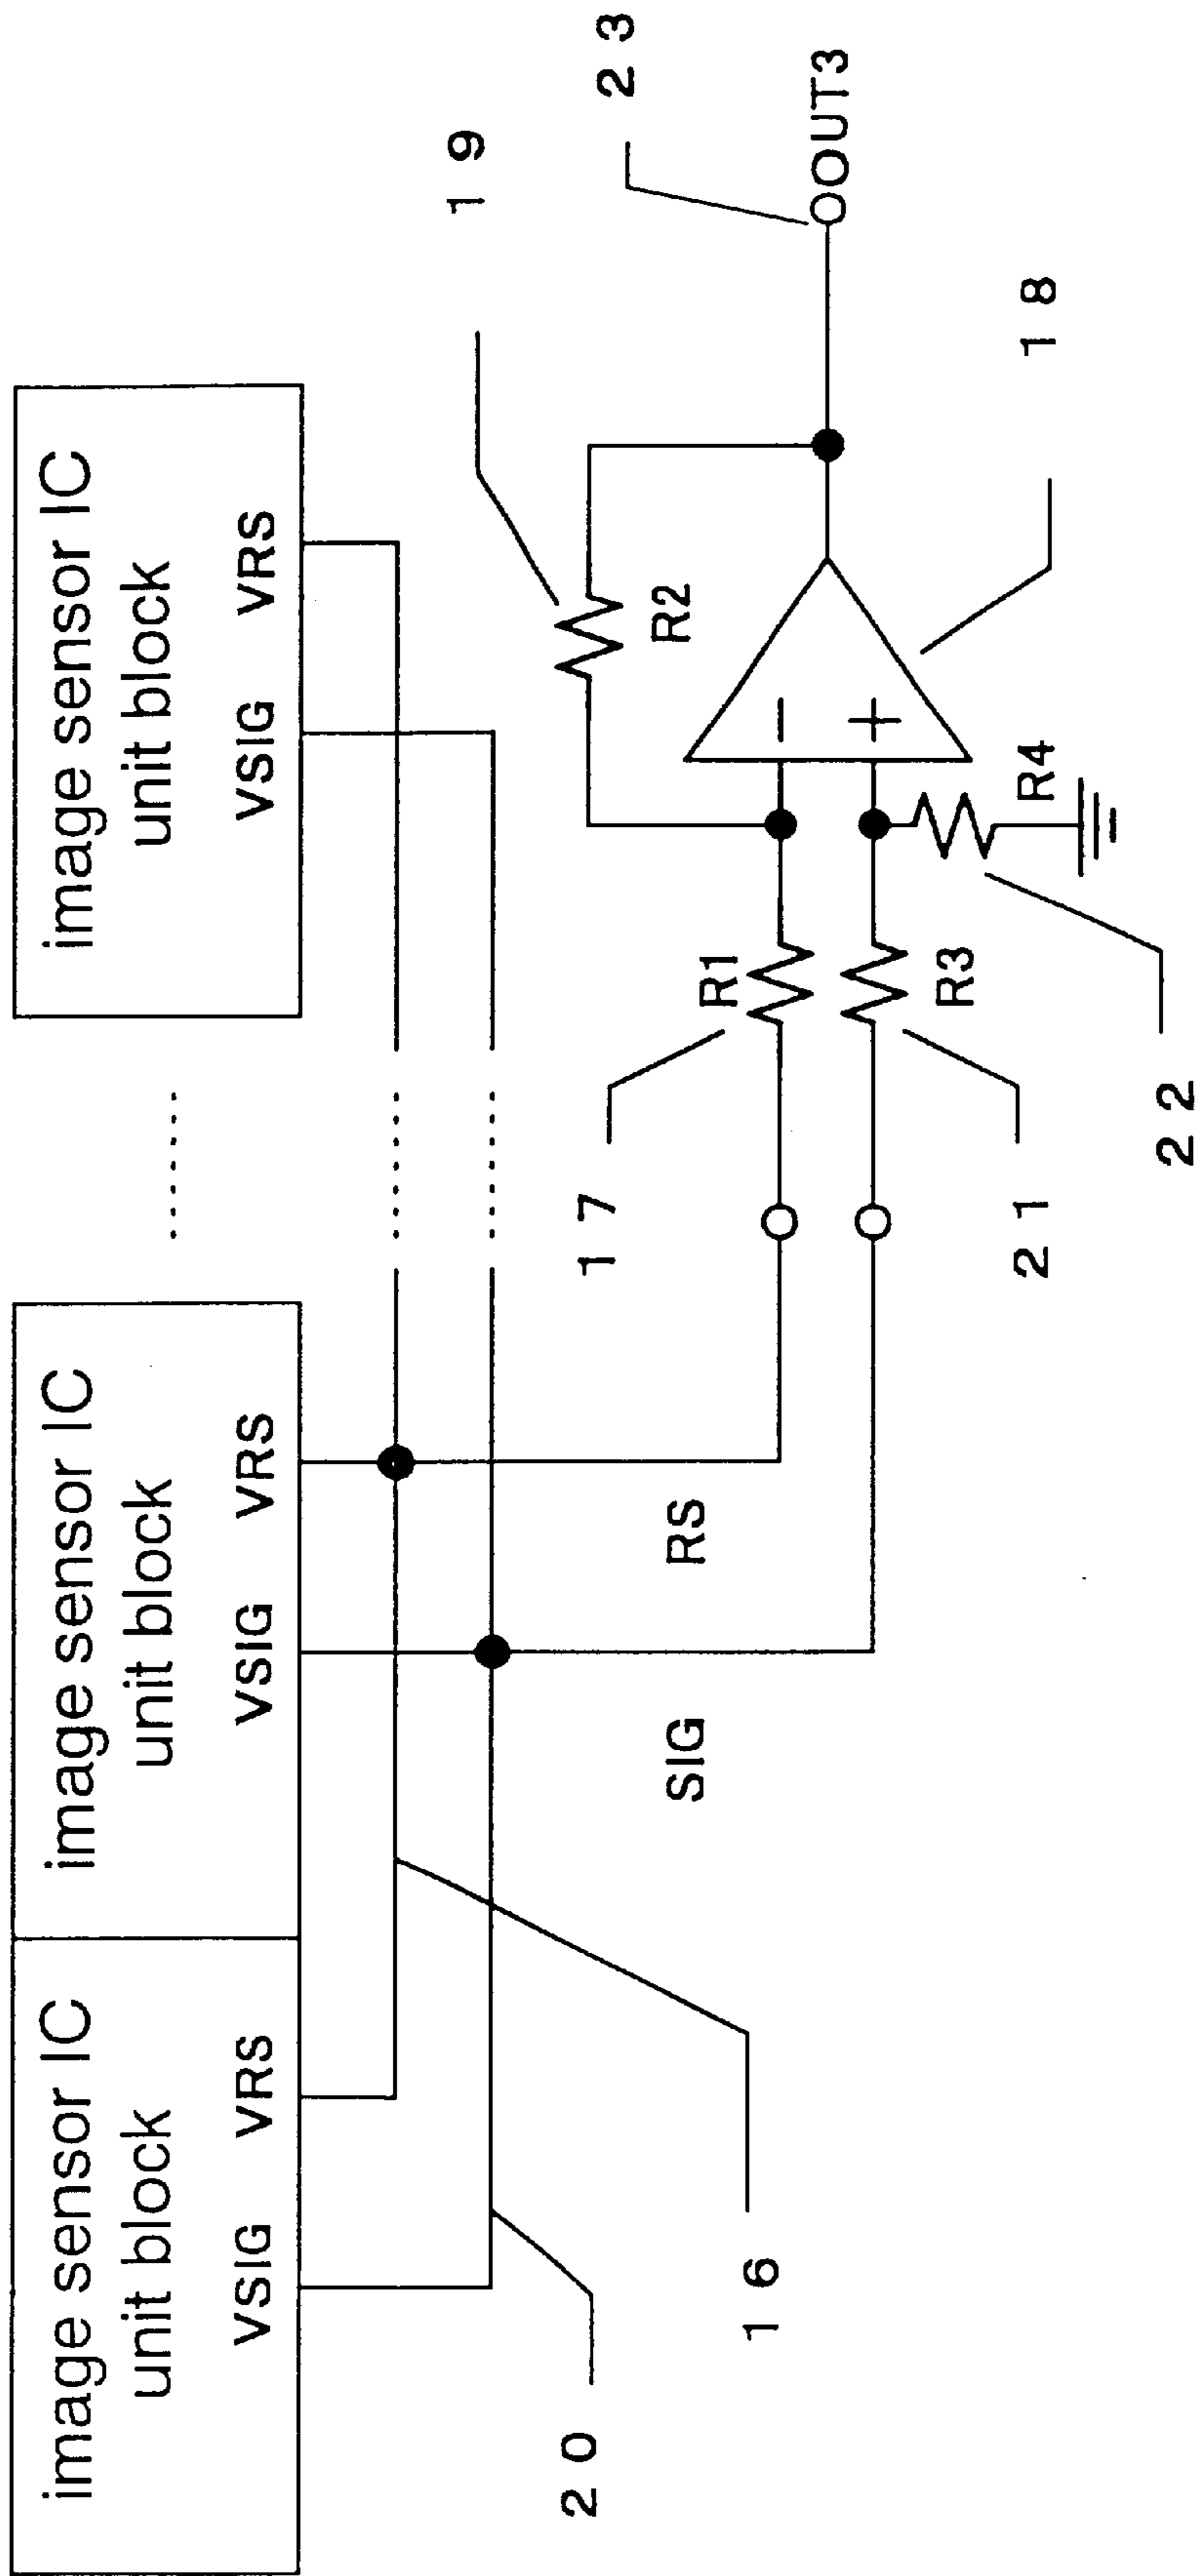 image sensor IC
unit block
VSIG VRS
image sensor IC
unit block
VSIG VRS
image sensor IC
unit block
VSIG VRS
20
16
SIG
RS
17
R1
R3
21
22
19
R2
R4
18
23
OUT3